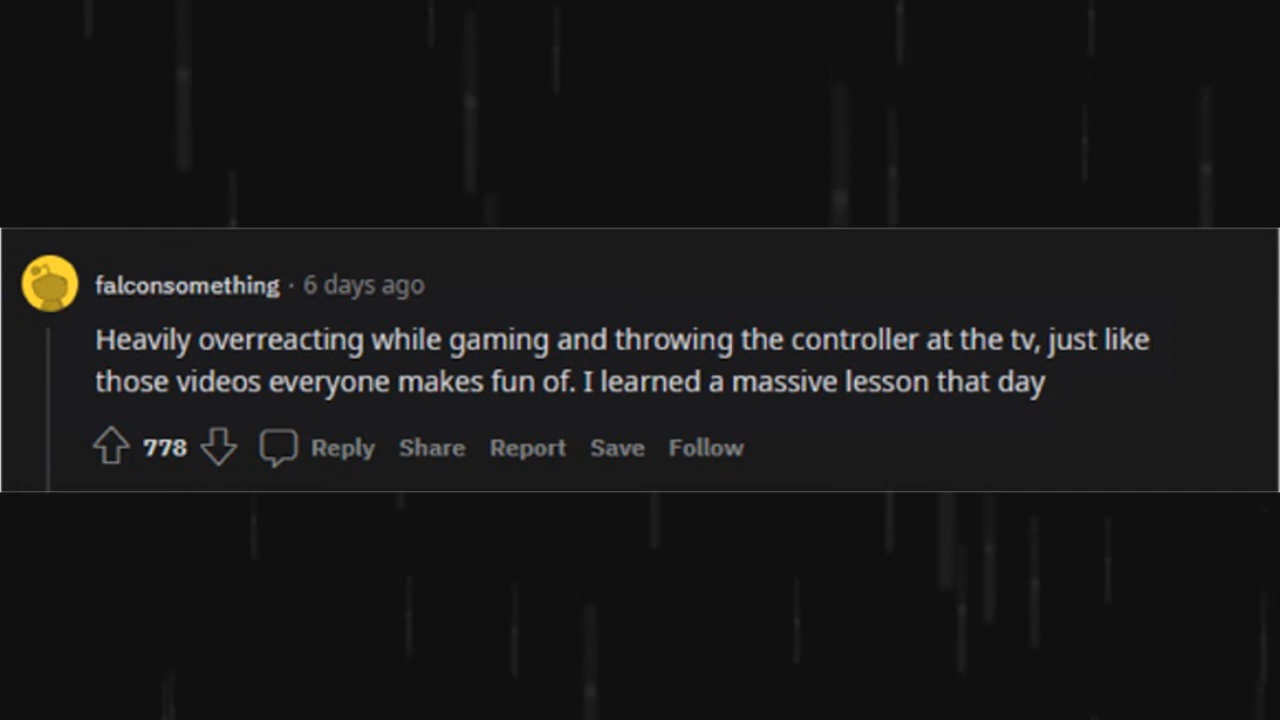 falconsomething · 6 days ago
Heavily overreacting while gaming and throwing the controller at the tv, just like
those videos everyone makes fun of. I learned a massive lesson that day
778 Reply Share Report Save Follow